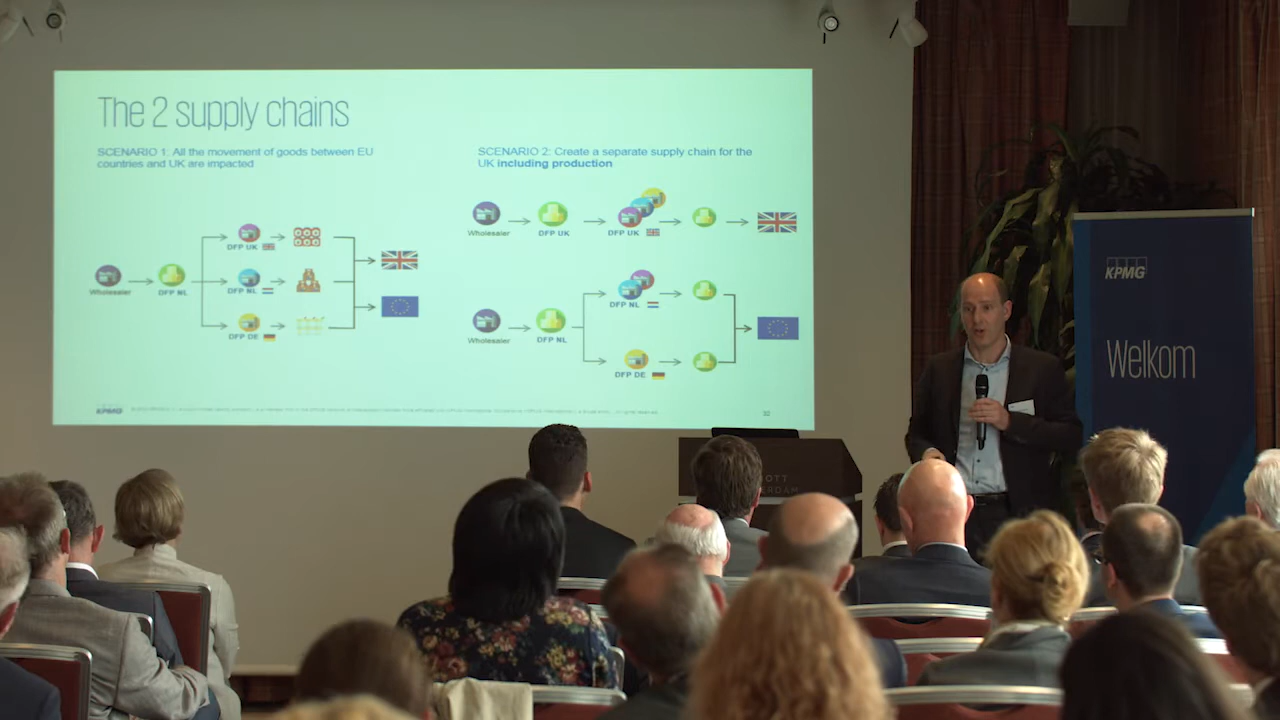 The 2 supply chains
SCENARIO 1: All the movement of goods between EU
countries and UK are impacted
SCENARIO 2: Create a separate supply chain for the
UK including production
Wholesaler
DFP NL
DFP UK
DFP NL
DFP DE
Wholesaler
DFP UK
DFP UK
Wholesaler
DFP NL
DFP NL
DFP DE
KPMG
32
KPMG
Welkom